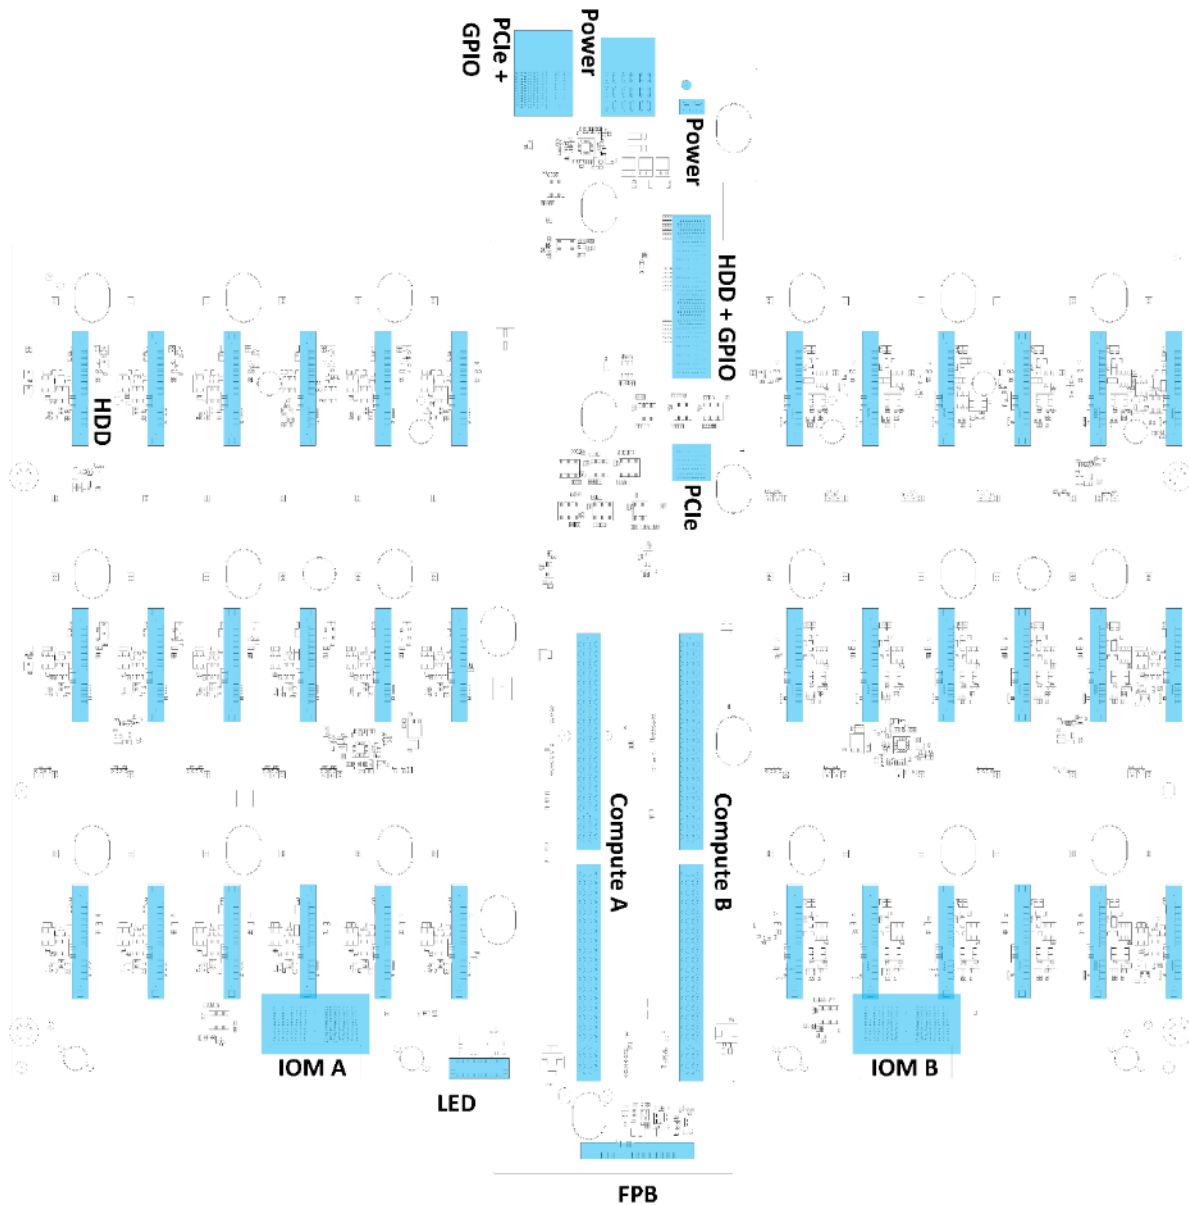 PCIe +
GPIO
Power
Power
HDD + GPIO
HDD
PCIe
Compute A
Compute B
IOM A
IOM B
LED
FPB